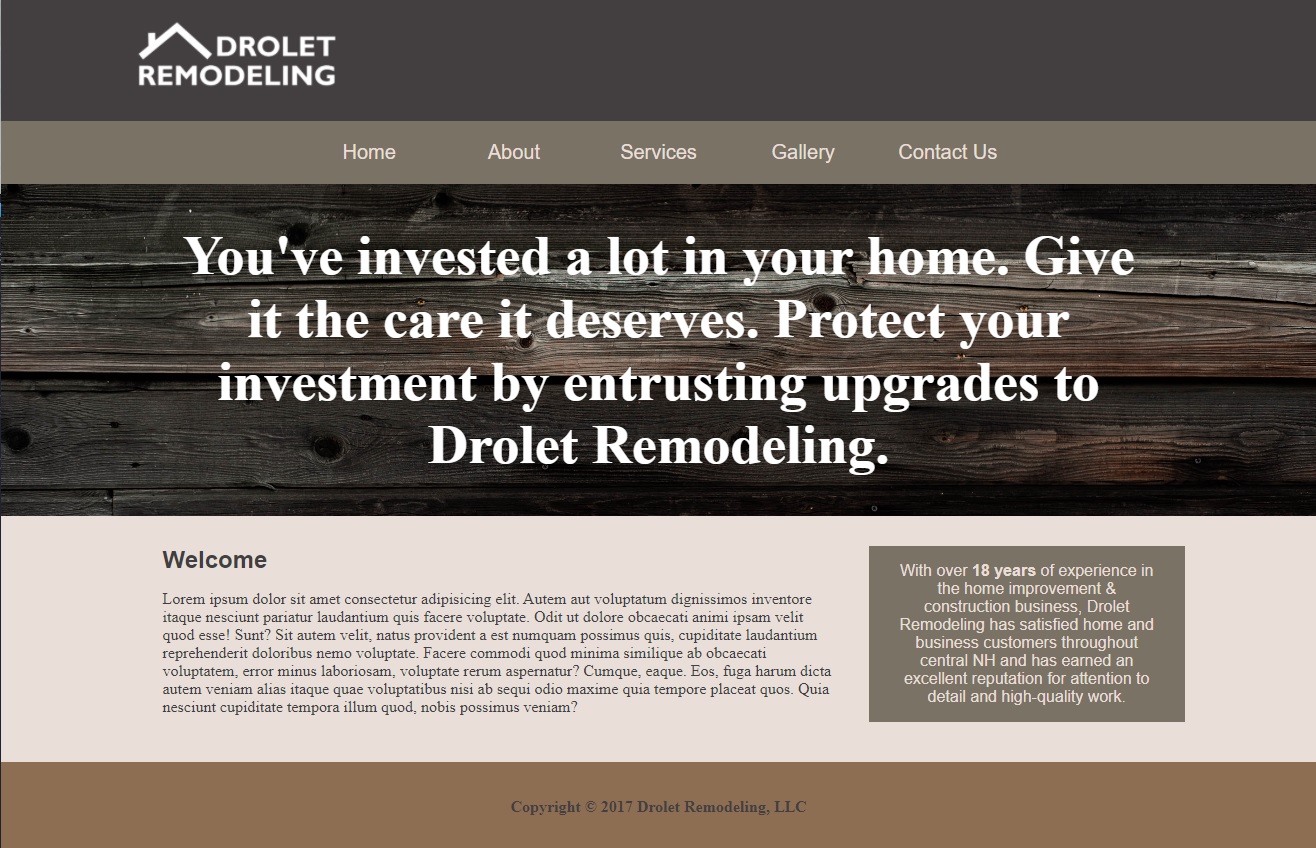 DROLET
REMODELING
Home About Services Gallery Contact Us
You've invested a lot in your home. Give
it the care it deserves. Protect your
investment by entrusting upgrades to
Drolet Remodeling.
Welcome
Lorem ipsum dolor sit amet consectetur adipisicing elit. Autem aut voluptatum dignissimos inventore
itaque nesciunt pariatur laudantium quis facere voluptate. Odit ut dolore obcaecati animi ipsam velit
quod esse! Sunt? Sit autem velit, natus provident a est numquam possimus quis, cupiditate laudantium
reprehenderit doloribus nemo voluptate. Facere commodi quod minima similique ab obcaecati
voluptatem, error minus laboriosam, voluptate rerum aspernatur? Cumque, eaque. Eos, fuga harum dicta
autem veniam alias itaque quae voluptatibus nisi ab sequi odio maxime quia tempore placeat quos. Quia
nesciunt cupiditate tempora illum quod, nobis possimus veniam?
With over 18 years of experience in
the home improvement &
construction business, Drolet
Remodeling has satisfied home and
business customers throughout
central NH and has earned an
excellent reputation for attention to
detail and high-quality work.
Copyright © 2017 Drolet Remodeling, LLC